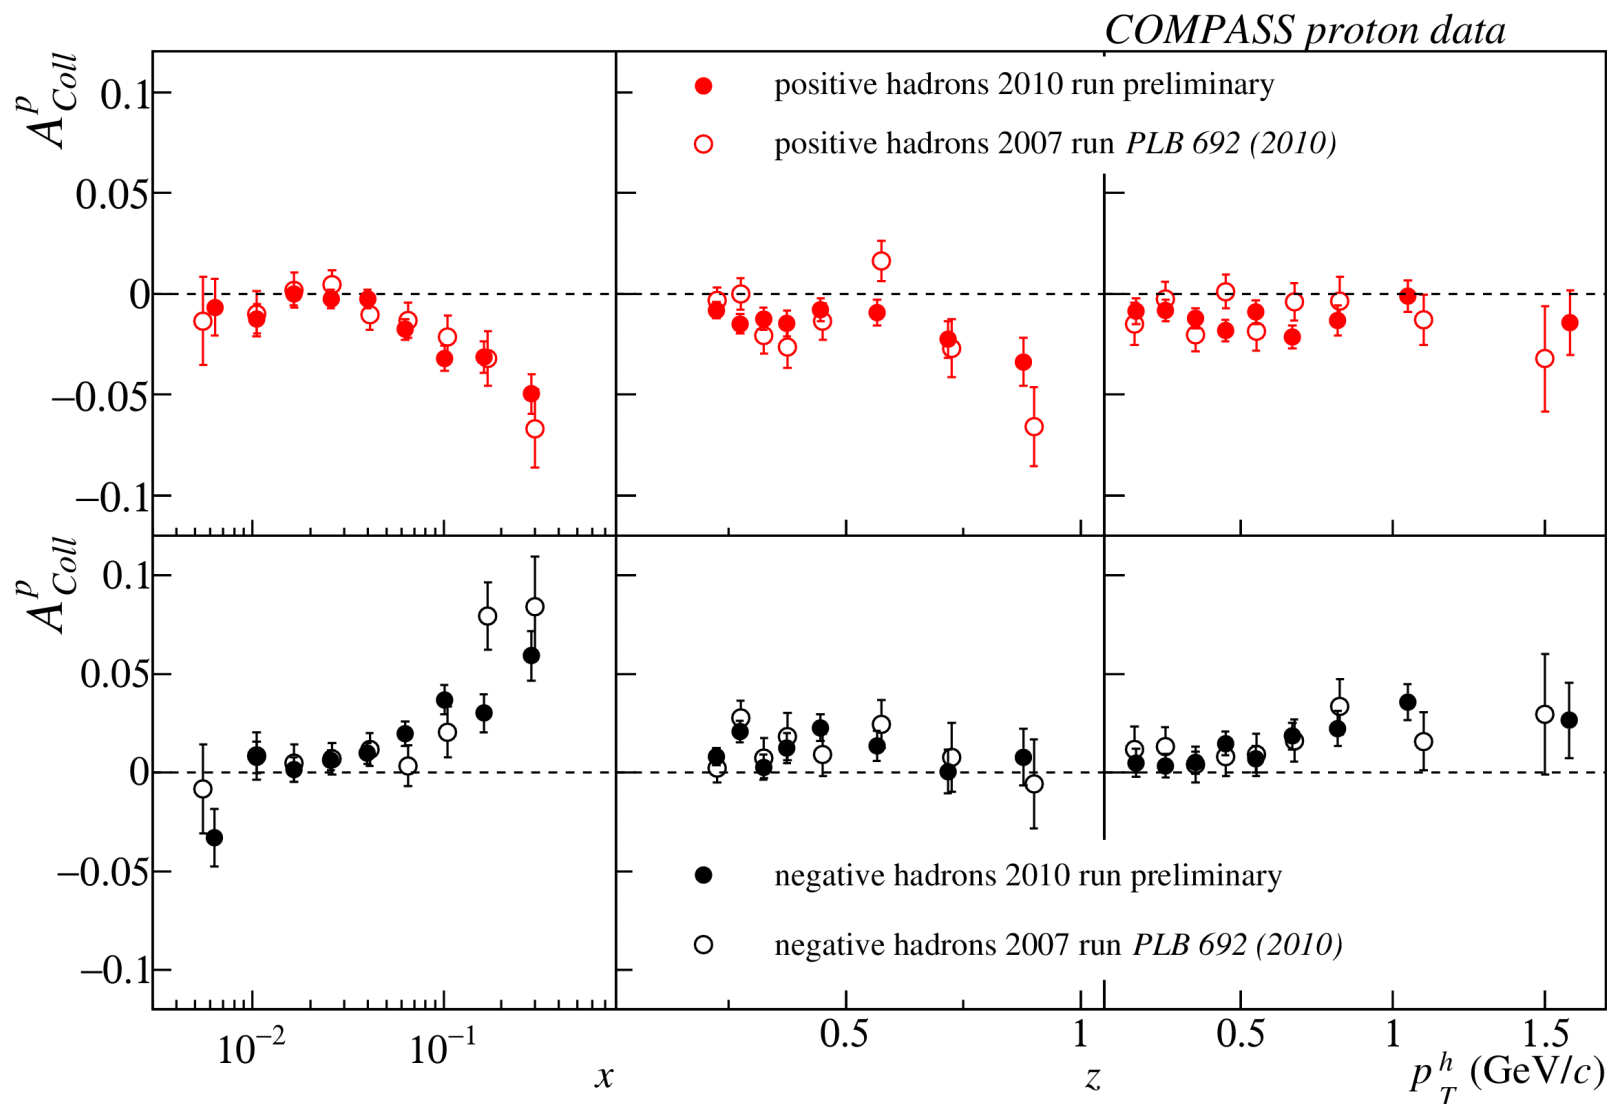 COMPASS proton data
A^p_Coll
0.1
0.05
0
−0.05
−0.1
positive hadrons 2010 run preliminary
positive hadrons 2007 run PLB 692 (2010)
A^p_Coll
0.1
0.05
0
−0.05
−0.1
negative hadrons 2010 run preliminary
negative hadrons 2007 run PLB 692 (2010)
10^−2 10^−1 0.5 1 0.5 1 1.5
x z p_T^h (GeV/c)